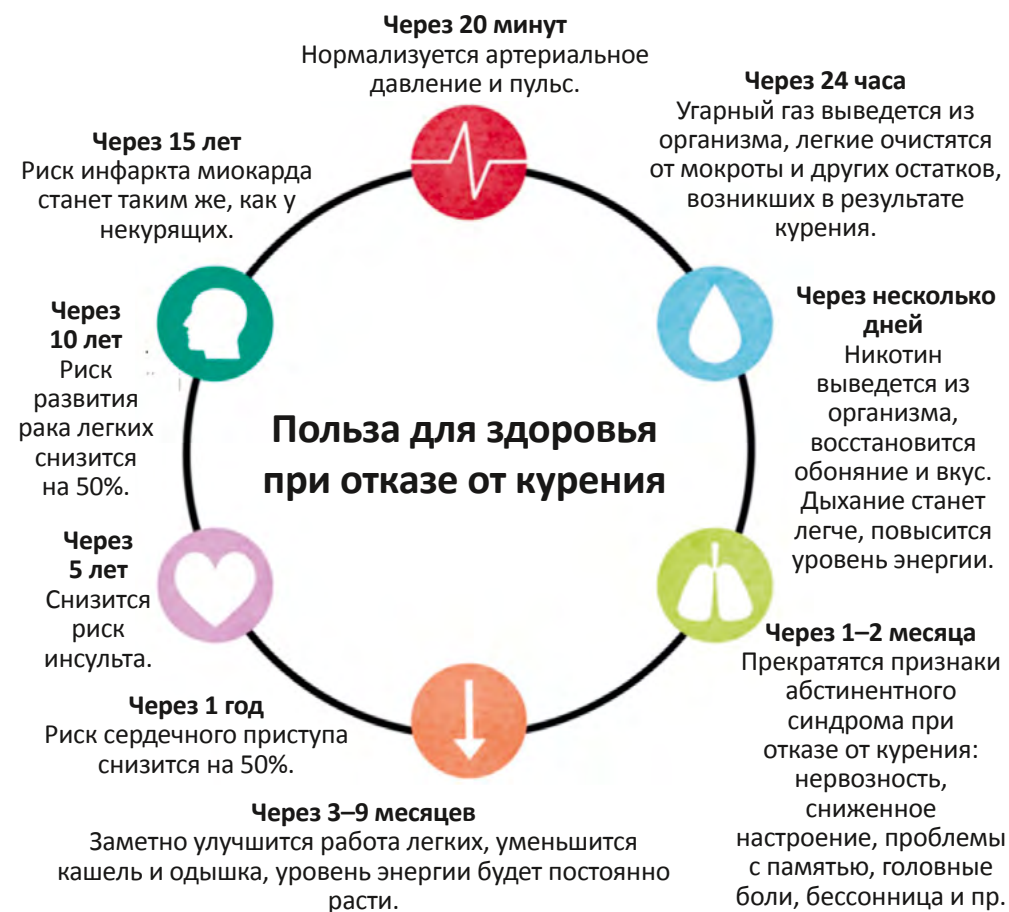 Через 20 минут
Нормализуется артериальное
давление и пульс.
Через 24 часа
Угарный газ выведется из
организма, легкие очистятся
от мокроты и других остатков,
возникших в результате
курения.
Через несколько
дней
Никотин
выведется из
организма,
восстановится
обоняние и вкус.
Дыхание станет
легче, повысится
уровень энергии.
Через 1–2 месяца
Прекратятся признаки
абстинентного
синдрома при
отказе от курения:
нервозность,
сниженное
настроение, проблемы
с памятью, головные
боли, бессонница и пр.
Через 3–9 месяцев
Заметно улучшится работа легких, уменьшится
кашель и одышка, уровень энергии будет постоянно
расти.
Через 1 год
Риск сердечного приступа
снизится на 50%.
Через
5 лет
Снизится
риск
инсульта.
Через
10 лет
Риск
развития
рака легких
снизится
на 50%.
Через 15 лет
Риск инфаркта миокарда
станет таким же, как у
некурящих.
Польза для здоровья
при отказе от курения